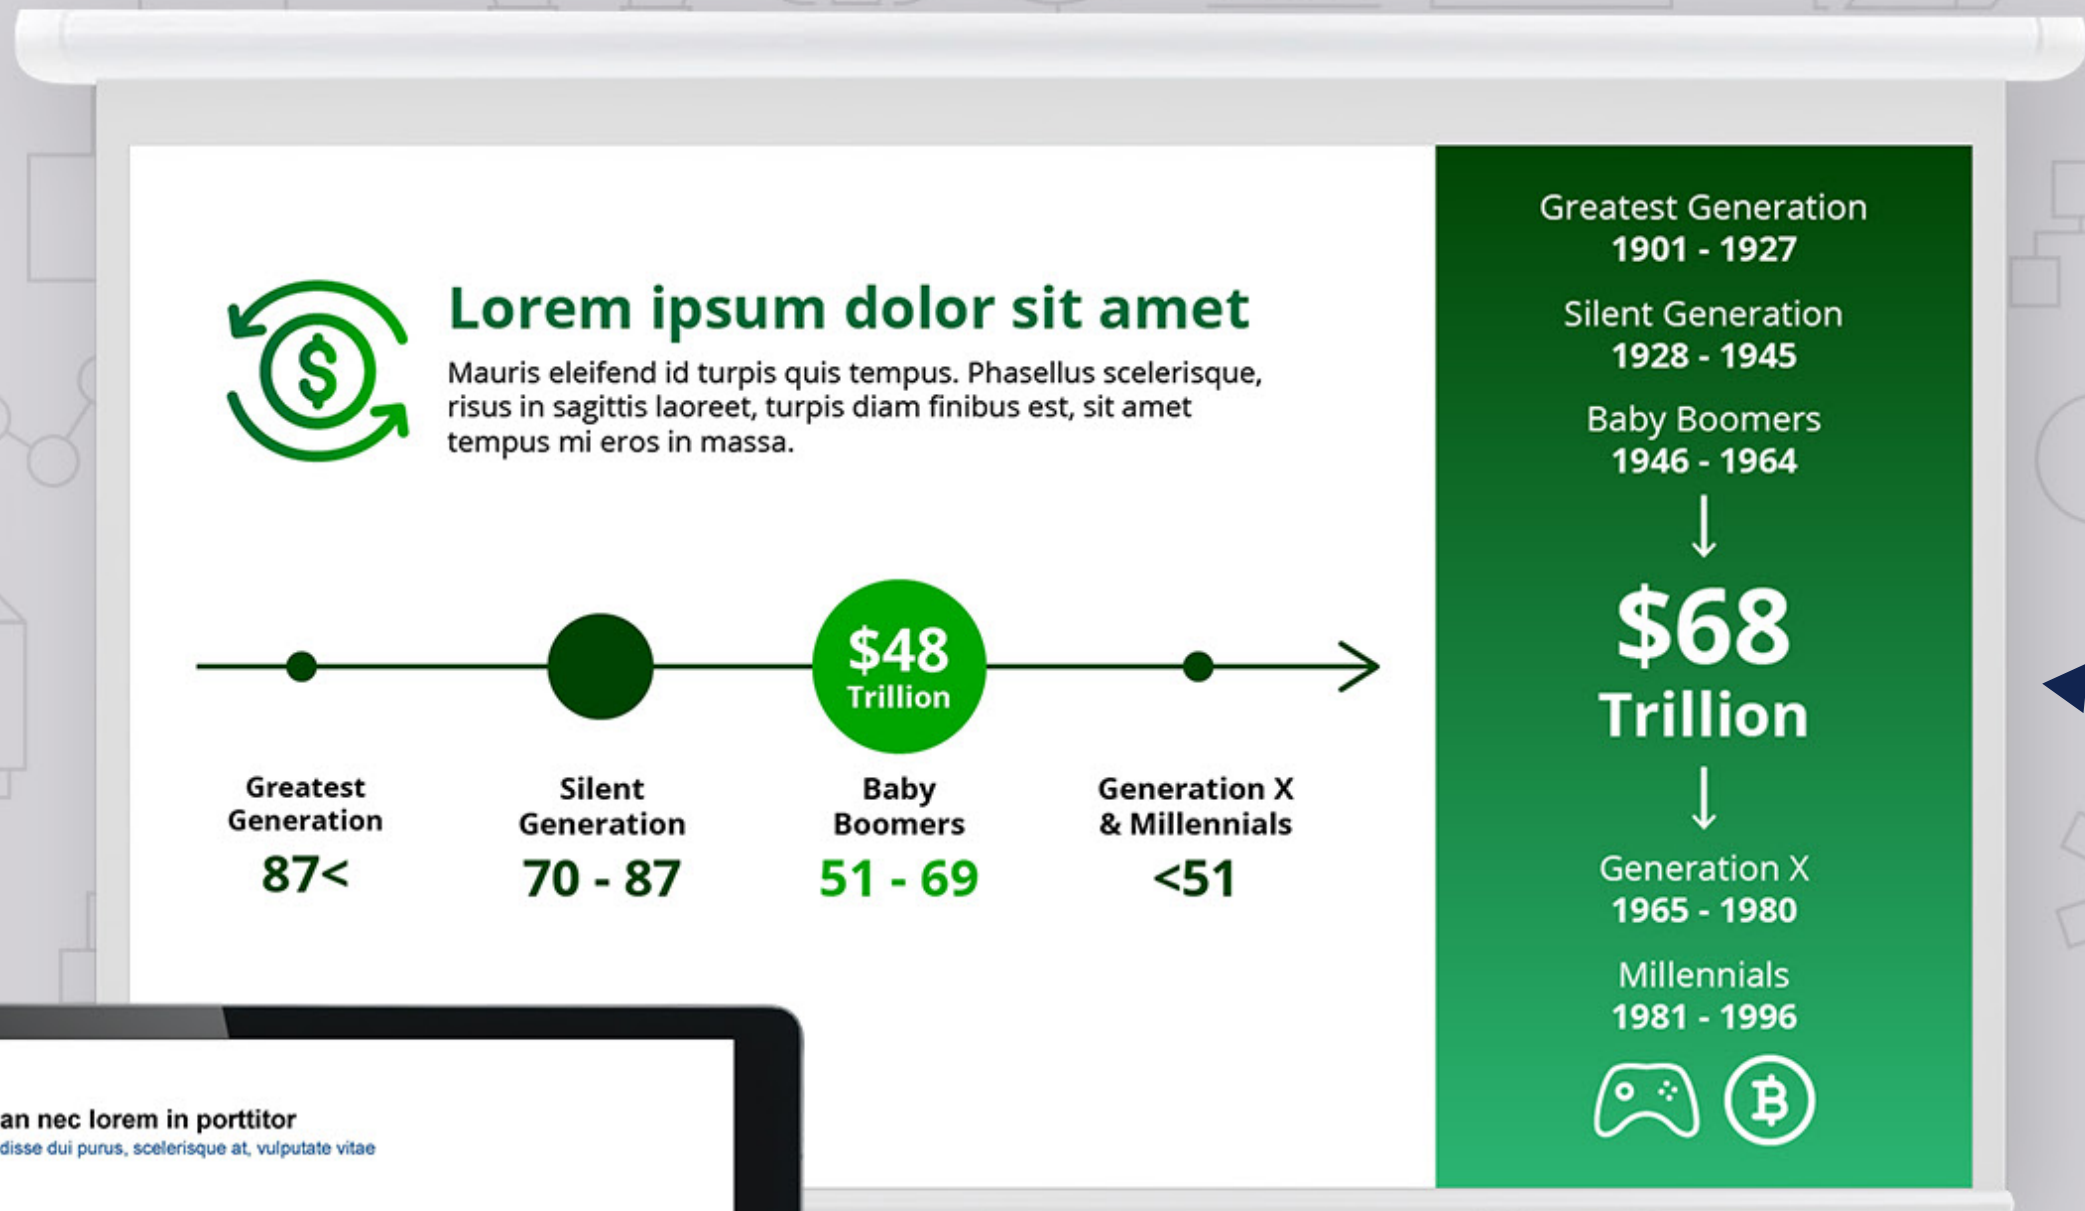 Lorem ipsum dolor sit amet
Mauris eleifend id turpis quis tempus. Phasellus scelerisque,
risus in sagittis laoreet, turpis diam finibus est, sit amet
tempus mi eros in massa.
$48
Trillion
Greatest
Generation
87<
Silent
Generation
70 - 87
Baby
Boomers
51 - 69
Generation X
& Millennials
<51
Greatest Generation
1901 - 1927
Silent Generation
1928 - 1945
Baby Boomers
1946 - 1964
$68
Trillion
Generation X
1965 - 1980
Millennials
1981 - 1996
an nec lorem in porttitor
disse dui purus, scelerisque at, vulputate vitae